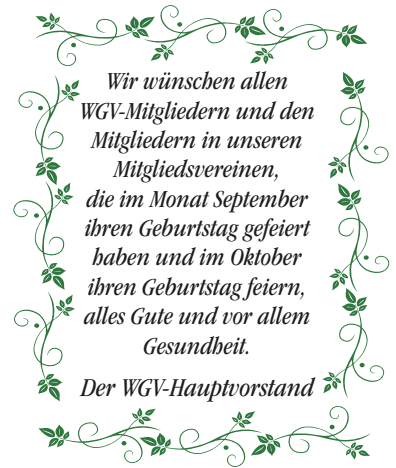 Wir wünschen allen
WGV-Mitgliedern und den
Mitgliedern in unseren
Mitgliedsvereinen,
die im Monat September
ihren Geburtstag gefeiert
haben und im Oktober
ihren Geburtstag feiern,
alles Gute und vor allem
Gesundheit.
Der WGV-Hauptvorstand